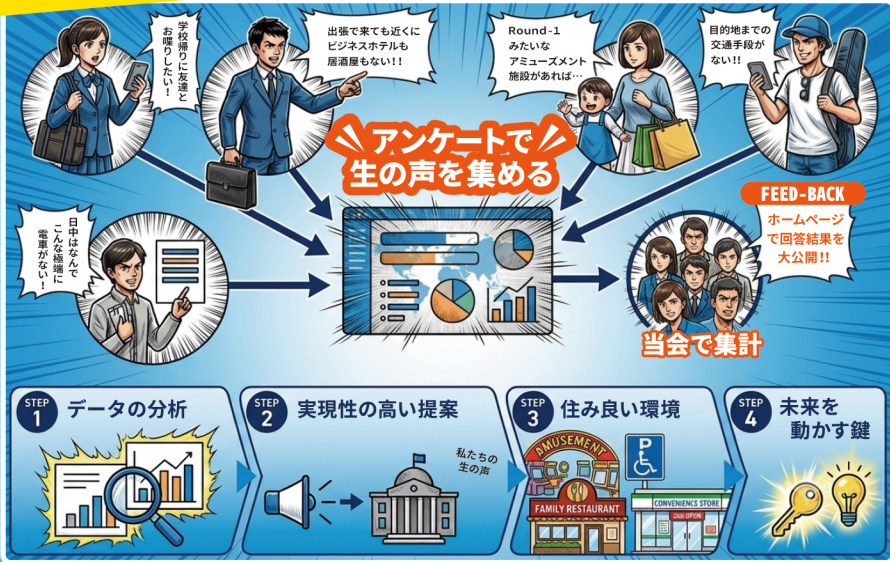 学校帰りに友達と
お喋りしたい！
出張で来ても近くに
ビジネスホテルも
居酒屋もない！！
Round-1
みたいな
アミューズメント
施設があれば…
目的地までの
交通手段が
ない！！
アンケートで
生の声を集める
FEED-BACK
ホームページ
で回答結果を
大公開！！
日中はなんで
こんな極端に
電車がない！
当会で集計
STEP
1
データの分析
STEP
2
実現性の高い提案
私たちの
生の声
STEP
3
住み良い環境
AMUSEMENT
FAMILY RESTAURANT
P
CONVENIENCS STORE
STEP
4
未来を
動かす鍵